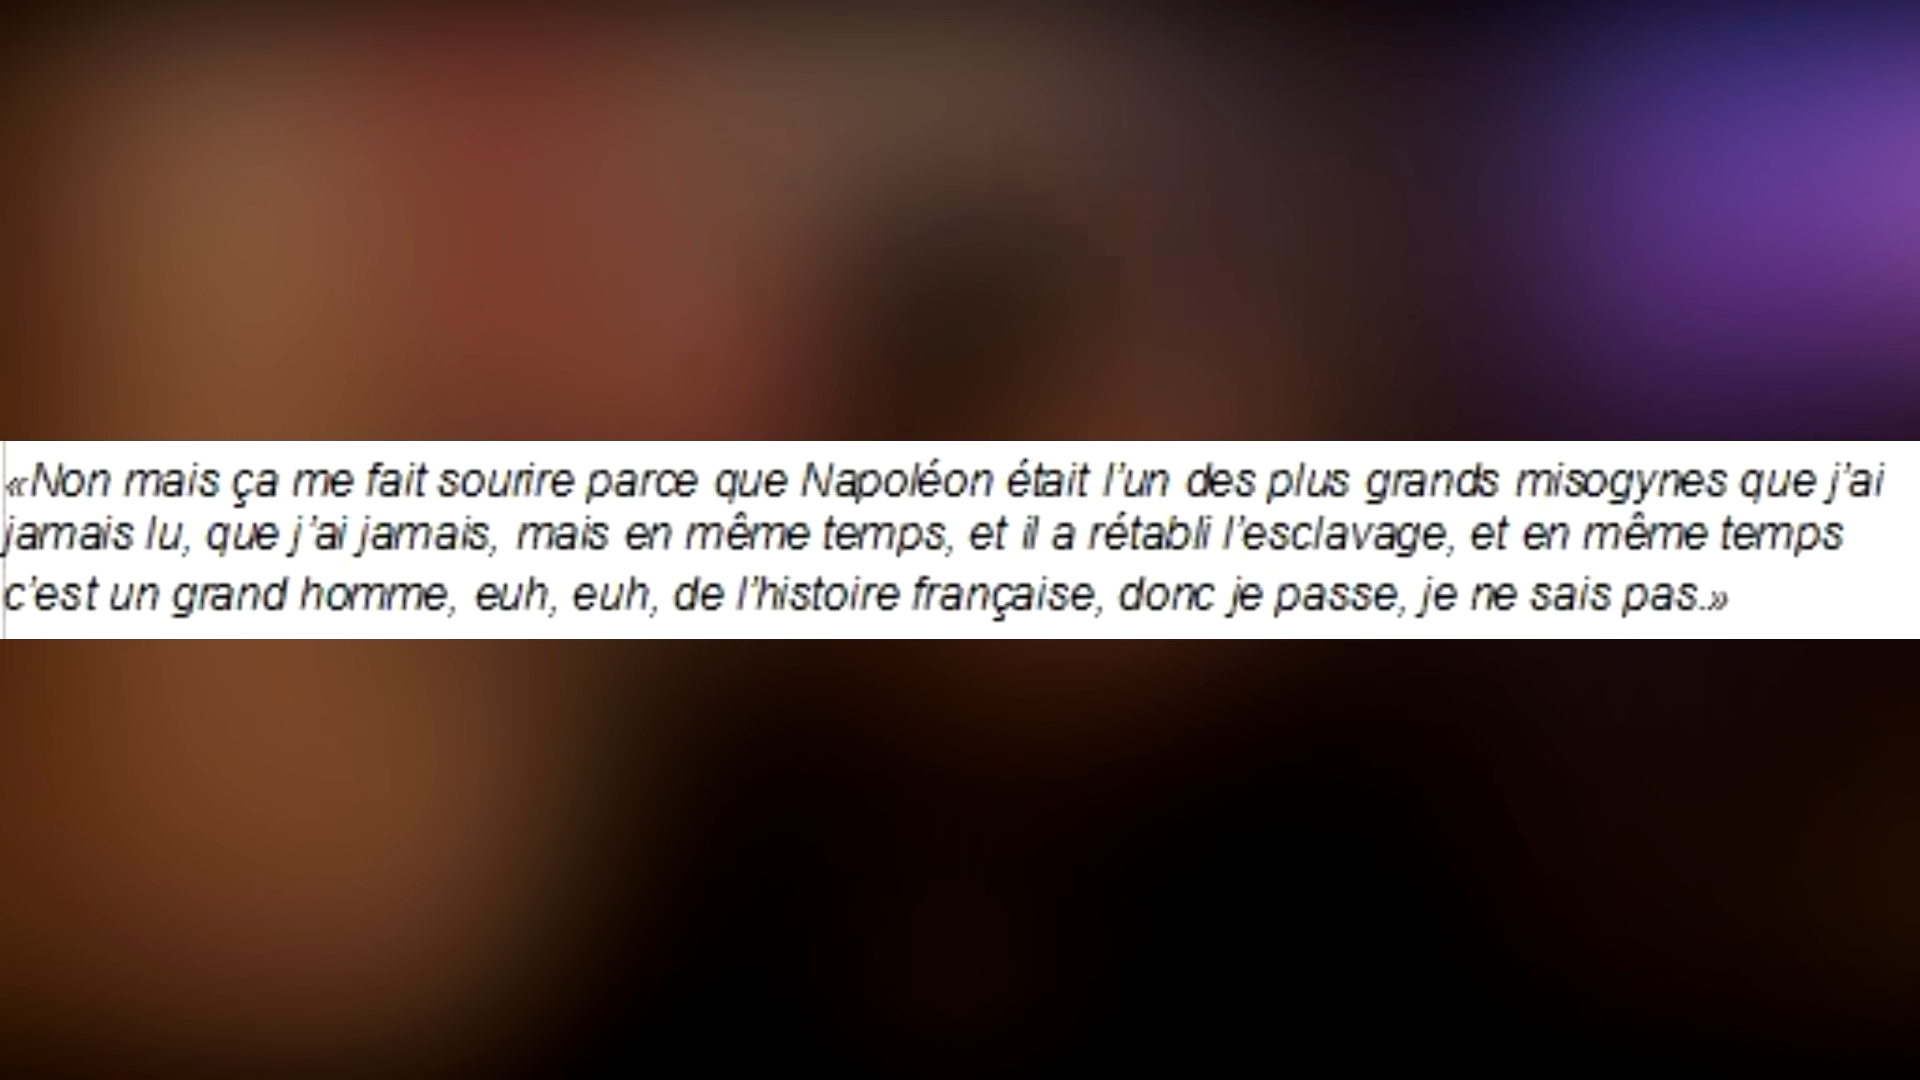 «Non mais ça me fait sourire parce que Napoléon était l’un des plus grands misogynes que j’ai
jamais lu, que j’ai jamais, mais en même temps, et il a rétabli l’esclavage, et en même temps
c’est un grand homme, euh, euh, de l’histoire française, donc je passe, je ne sais pas.»